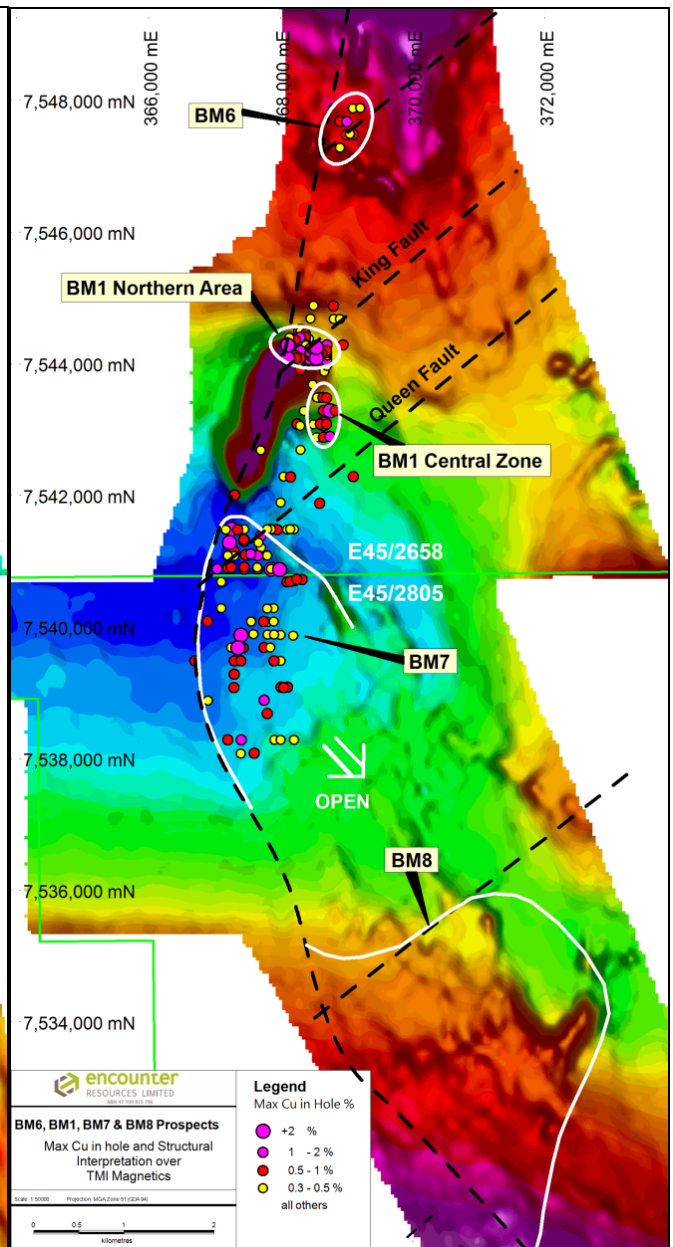 366,000 mE
368,000 mE
370,000 mE
372,000 mE
7,548,000 mN
BM6
7,546,000 mN
King Fault
BM1 Northern Area
7,544,000 mN
Queen Fault
BM1 Central Zone
7,542,000 mN
E45/2658
E45/2805
7,540,000 mN
BM7
7,538,000 mN
OPEN
BM8
7,536,000 mN
7,534,000 mN
encounter
RESOURCES LIMITED
BM6, BM1, BM7 & BM8 Prospects
Max Cu in hole and Structural
Interpretation over
TMI Magnetics
Scale: 1:50000 Projection: MGA Zone 51 (GDA 94)
0 0.5 1 2
kilometres
Legend
Max Cu in Hole %
+2 %
1 - 2 %
0.5 - 1 %
0.3 - 0.5 %
all others